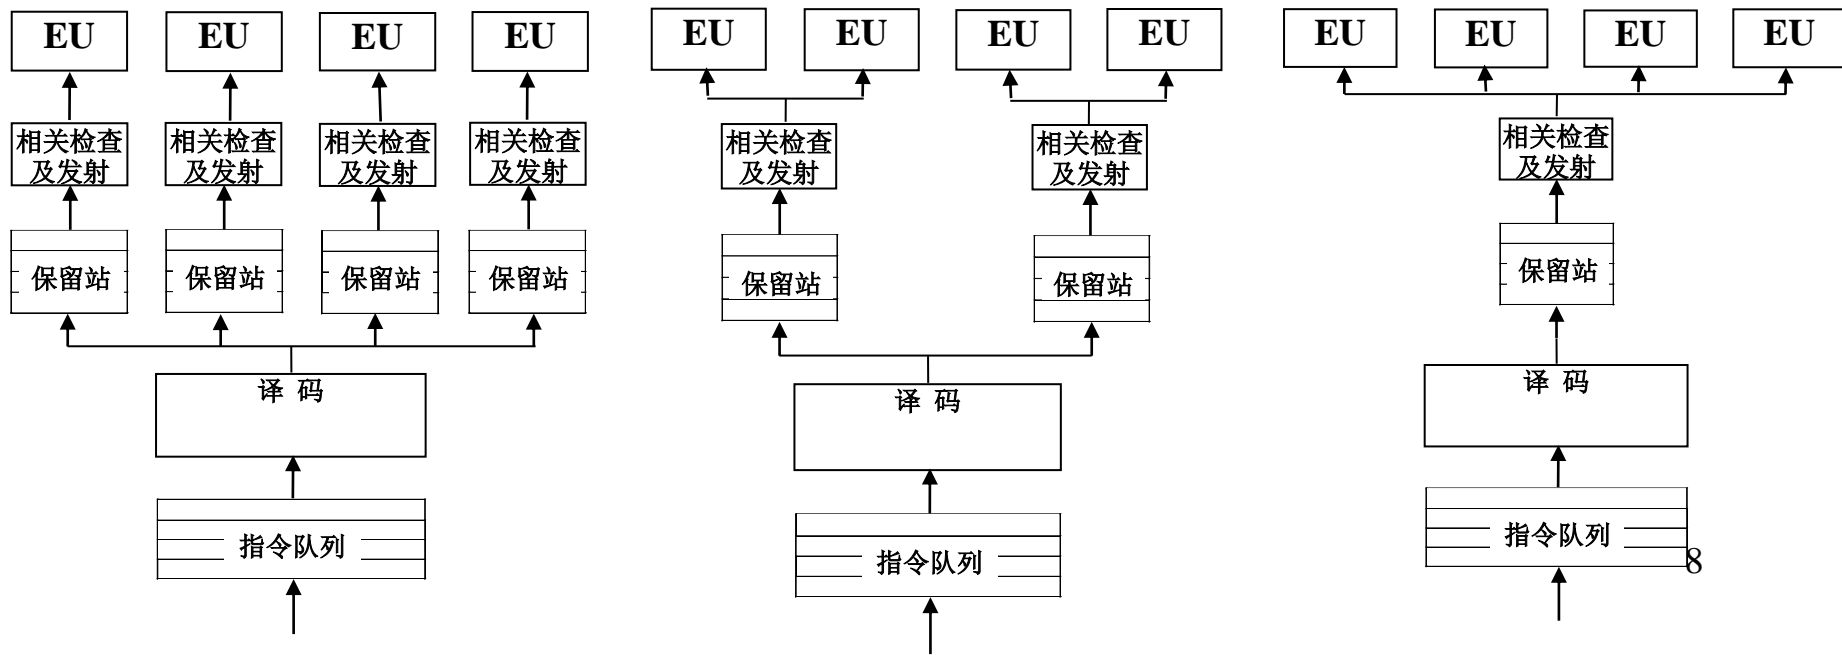 EU
EU
EU
EU
相关检查
及发射
相关检查
及发射
相关检查
及发射
相关检查
及发射
保留站
保留站
保留站
保留站
译 码
指令队列
EU
EU
EU
EU
相关检查
及发射
相关检查
及发射
保留站
保留站
译 码
指令队列
EU
EU
EU
EU
相关检查
及发射
保留站
译 码
指令队列
8